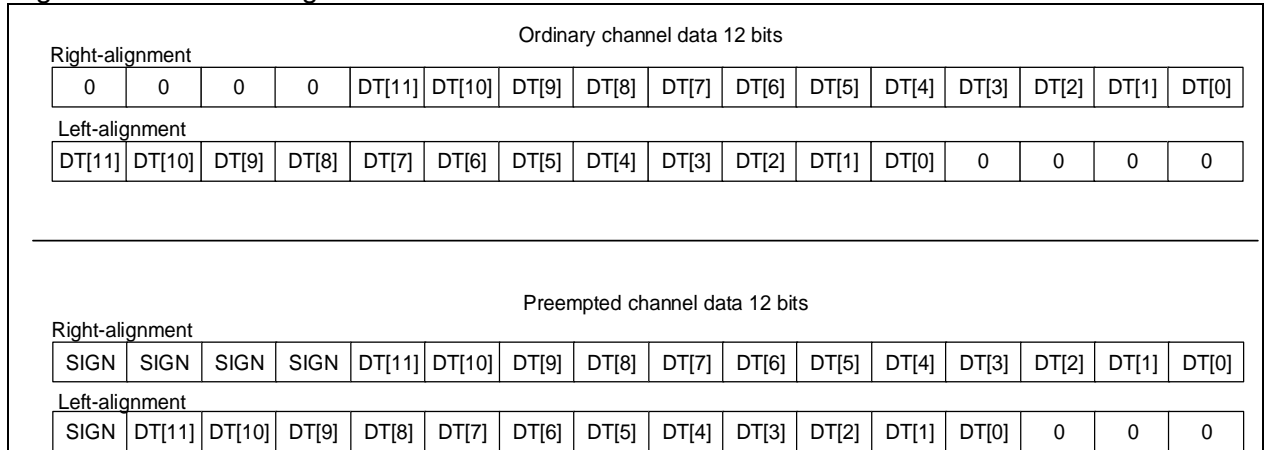 Ordinary channel data 12 bits
Right-alignment
0 0 0 0 DT[11] DT[10] DT[9] DT[8] DT[7] DT[6] DT[5] DT[4] DT[3] DT[2] DT[1] DT[0]
Left-alignment
DT[11] DT[10] DT[9] DT[8] DT[7] DT[6] DT[5] DT[4] DT[3] DT[2] DT[1] DT[0] 0 0 0 0
Preempted channel data 12 bits
Right-alignment
SIGN SIGN SIGN SIGN DT[11] DT[10] DT[9] DT[8] DT[7] DT[6] DT[5] DT[4] DT[3] DT[2] DT[1] DT[0]
Left-alignment
SIGN DT[11] DT[10] DT[9] DT[8] DT[7] DT[6] DT[5] DT[4] DT[3] DT[2] DT[1] DT[0] 0 0 0